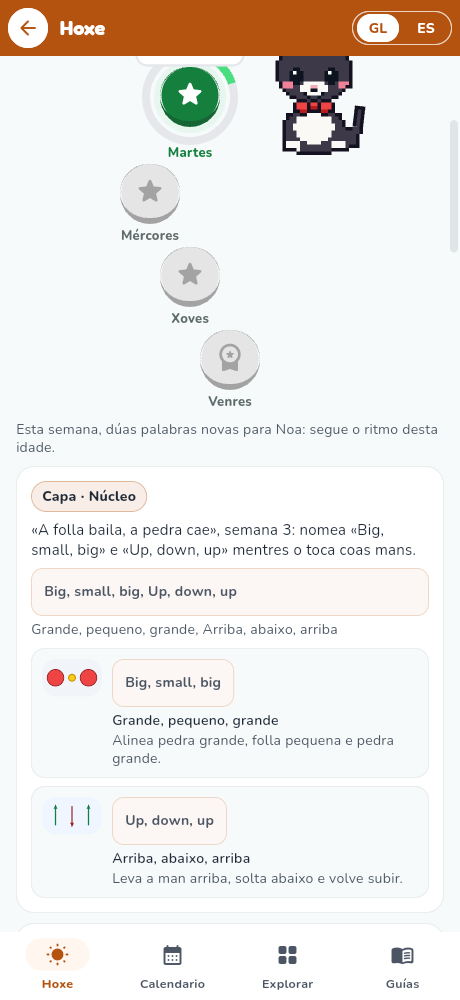 Hoxe
GL
ES
Martes
Mércores
Xoves
Venres
Esta semana, dúas palabras novas para Noa: segue o ritmo desta
idade.
Capa · Núcleo
«A folla baila, a pedra cae», semana 3: nomea «Big,
small, big» e «Up, down, up» mentres o toca coas mans.
Big, small, big, Up, down, up
Grande, pequeno, grande, Arriba, abaixo, arriba
Big, small, big
Grande, pequeno, grande
Alinea pedra grande, folla pequena e pedra
grande.
Up, down, up
Arriba, abaixo, arriba
Leva a man arriba, solta abaixo e volve subir.
Hoxe
Calendario
Explorar
Guías